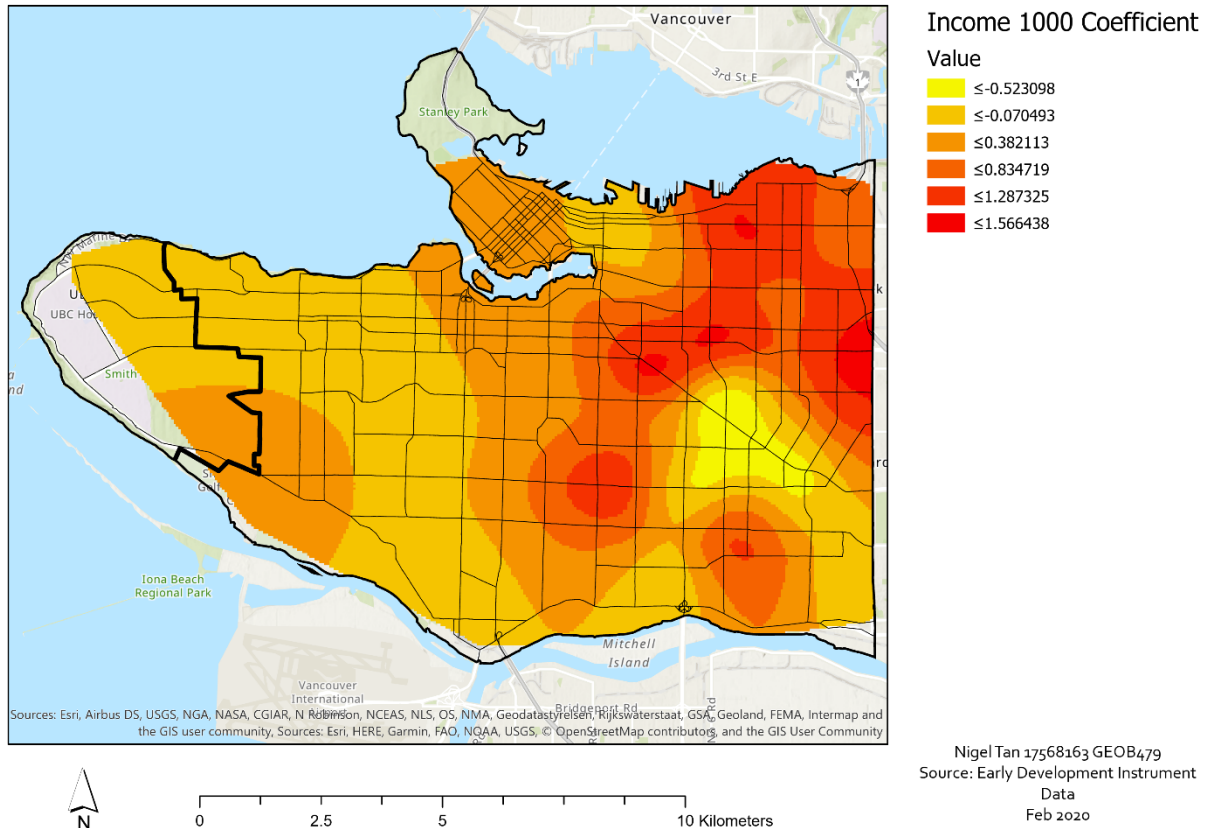 Vancouver
3rd St E
1
Stanley Park
NW Marine
UBC Hos
Smith
Iona Beach
Regional Park
Mitchell
Island
Vancouver
International
Bridgeport Rd
Sources: Esri, Airbus DS, USGS, NGA, NASA, CGIAR, N Robinson, NCEAS, NLS, OS, NMA, Geodatastyrelsen, Rijkswaterstaat, GSA, Geoland, FEMA, Intermap and
the GIS user community, Sources: Esri, HERE, Garmin, FAO, NOAA, USGS, © OpenStreetMap contributors, and the GIS User Community
Income 1000 Coefficient
Value
≤-0.523098
≤-0.070493
≤0.382113
≤0.834719
≤1.287325
≤1.566438
N
0
2.5
5
10 Kilometers
Nigel Tan 17568163 GEOB479
Source: Early Development Instrument
Data
Feb 2020